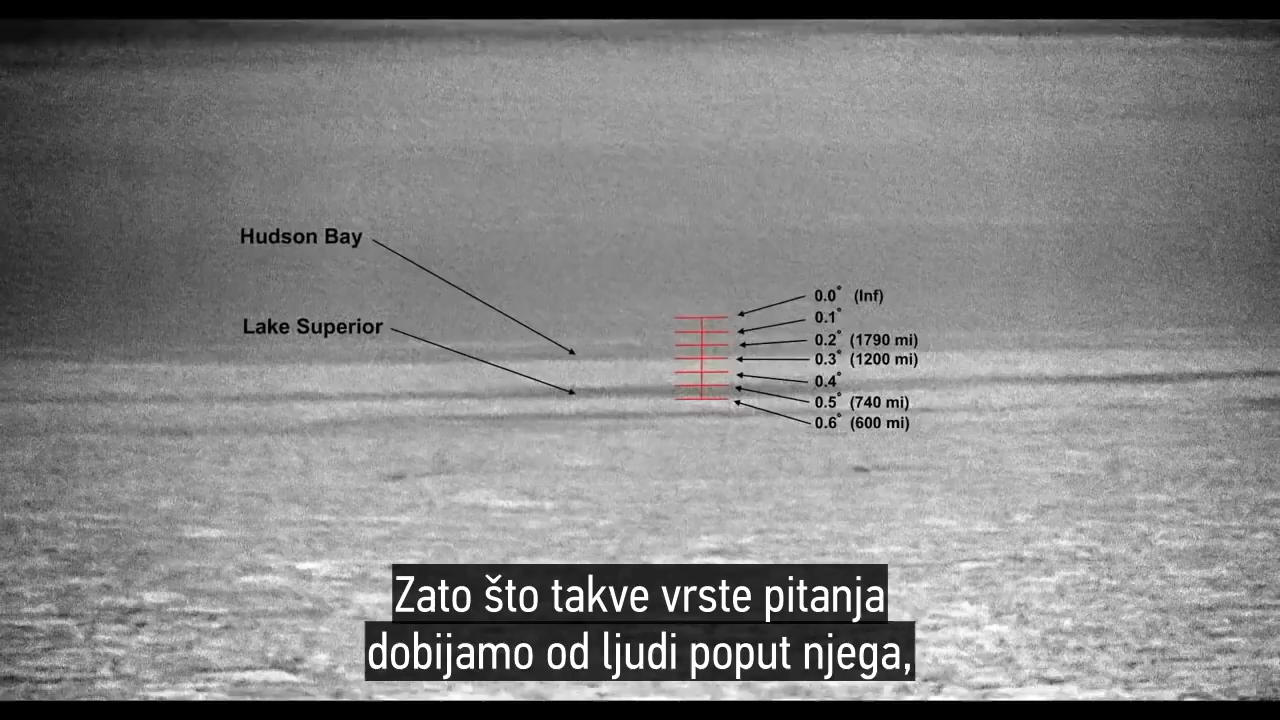 Hudson Bay
Lake Superior
0.0° (Inf)
0.1°
0.2° (1790 mi)
0.3° (1200 mi)
0.4°
0.5° (740 mi)
0.6° (600 mi)
Zato što takve vrste pitanja
dobijamo od ljudi poput njega,